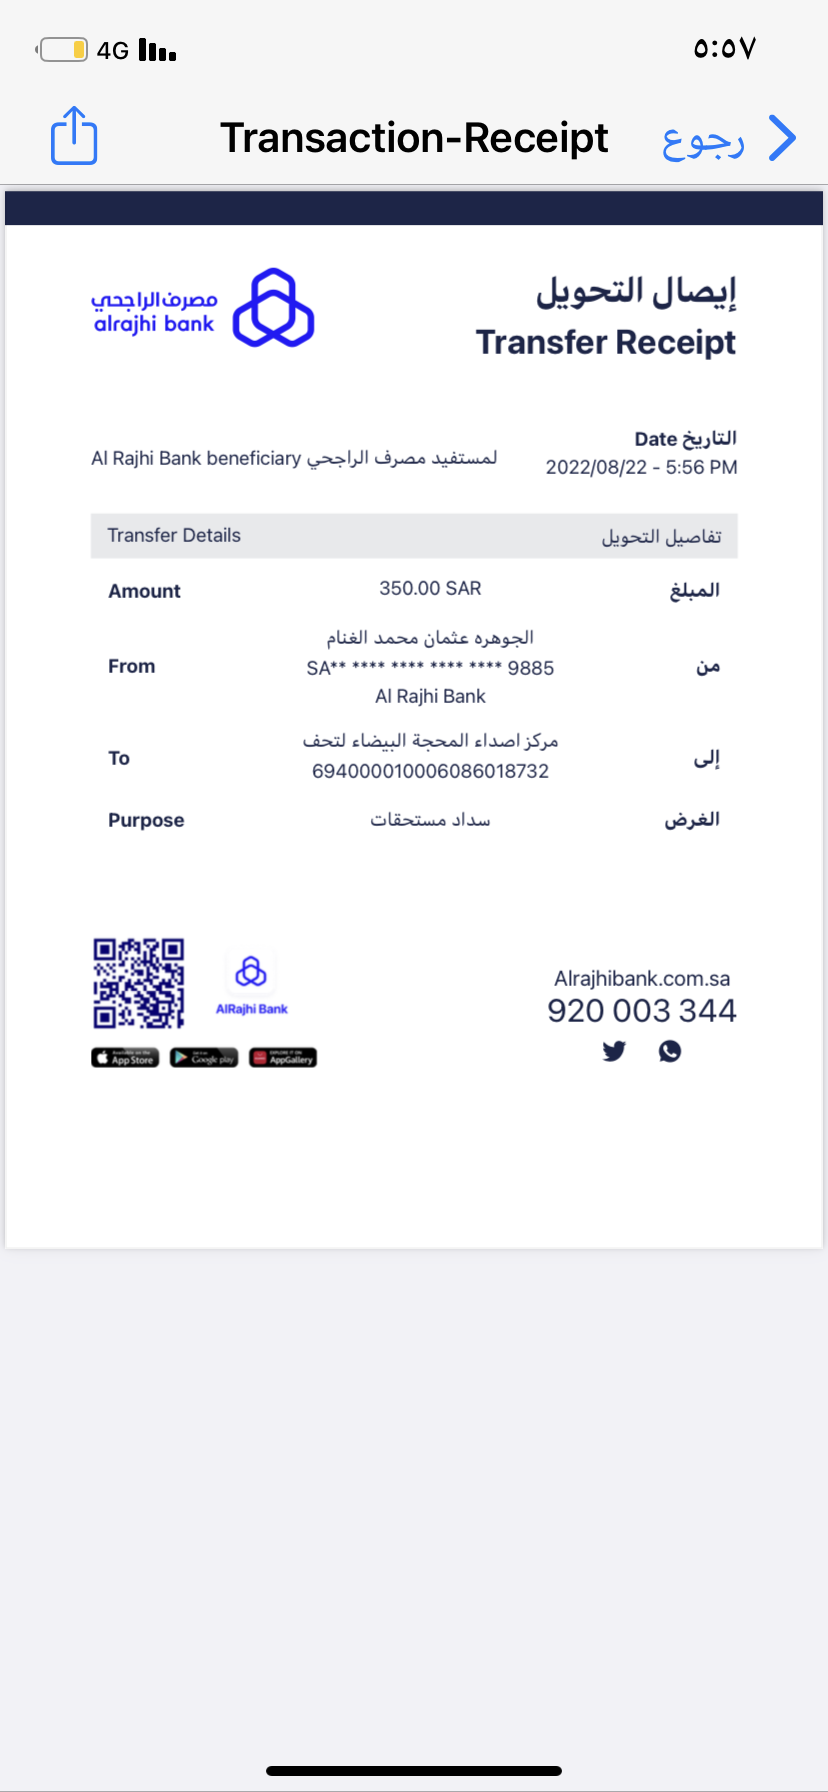 4G
٥:٥٧
Transaction-Receipt
رجوع
مصرف الراجحي
alrajhi bank
إيصال التحويل
Transfer Receipt
التاريخ Date
2022/08/22 - 5:56 PM
لمستفيد مصرف الراجحي Al Rajhi Bank beneficiary
Transfer Details
تفاصيل التحويل
Amount
350.00 SAR
المبلغ
From
الجوهره عثمان محمد الغنام
SA** **** **** **** **** 9885
Al Rajhi Bank
من
To
مركز اصداء المحجة البيضاء لتحف
694000010006086018732
إلى
Purpose
سداد مستحقات
الغرض
AlRajhi Bank
Alrajhibank.com.sa
920 003 344
App Store
Google play
AppGallery